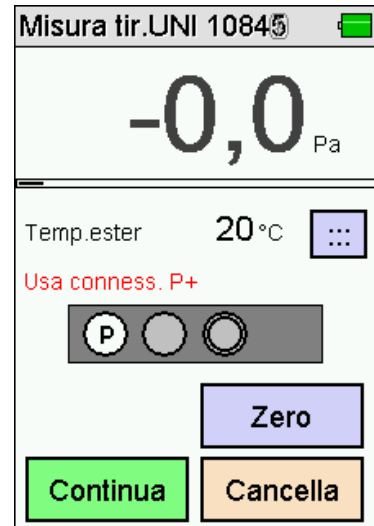 Misura tir.UNI 10845
-0,0 Pa
Temp.ester 20 °C :::
Usa conness. P+
P
Zero
Continua Cancella